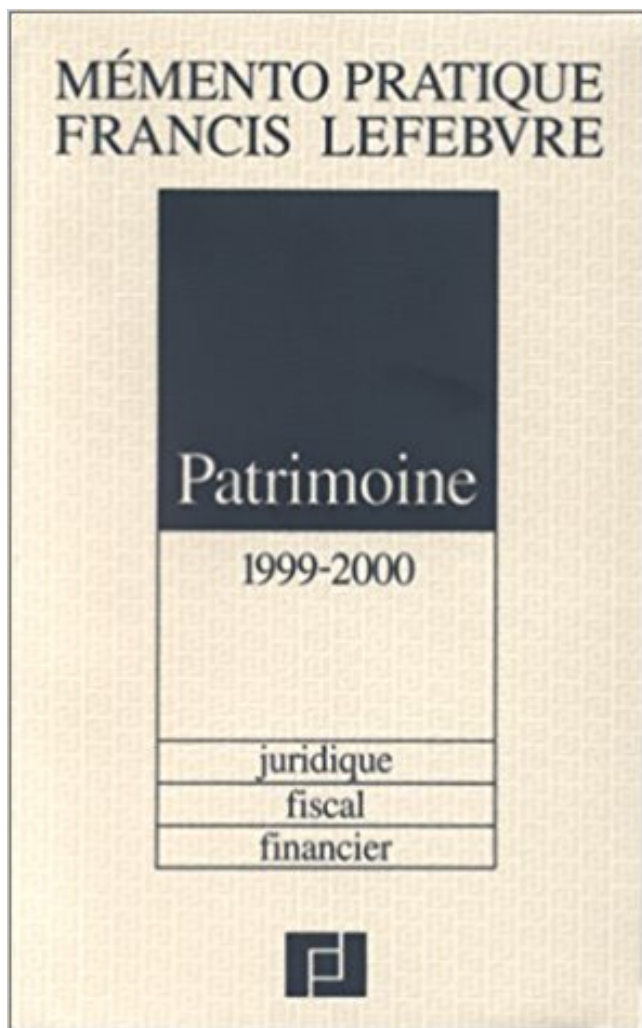 MÉMENTO PRATIQUE
FRANCIS LEFEBVRE
Patrimoine
1999-2000
juridique
fiscal
financier